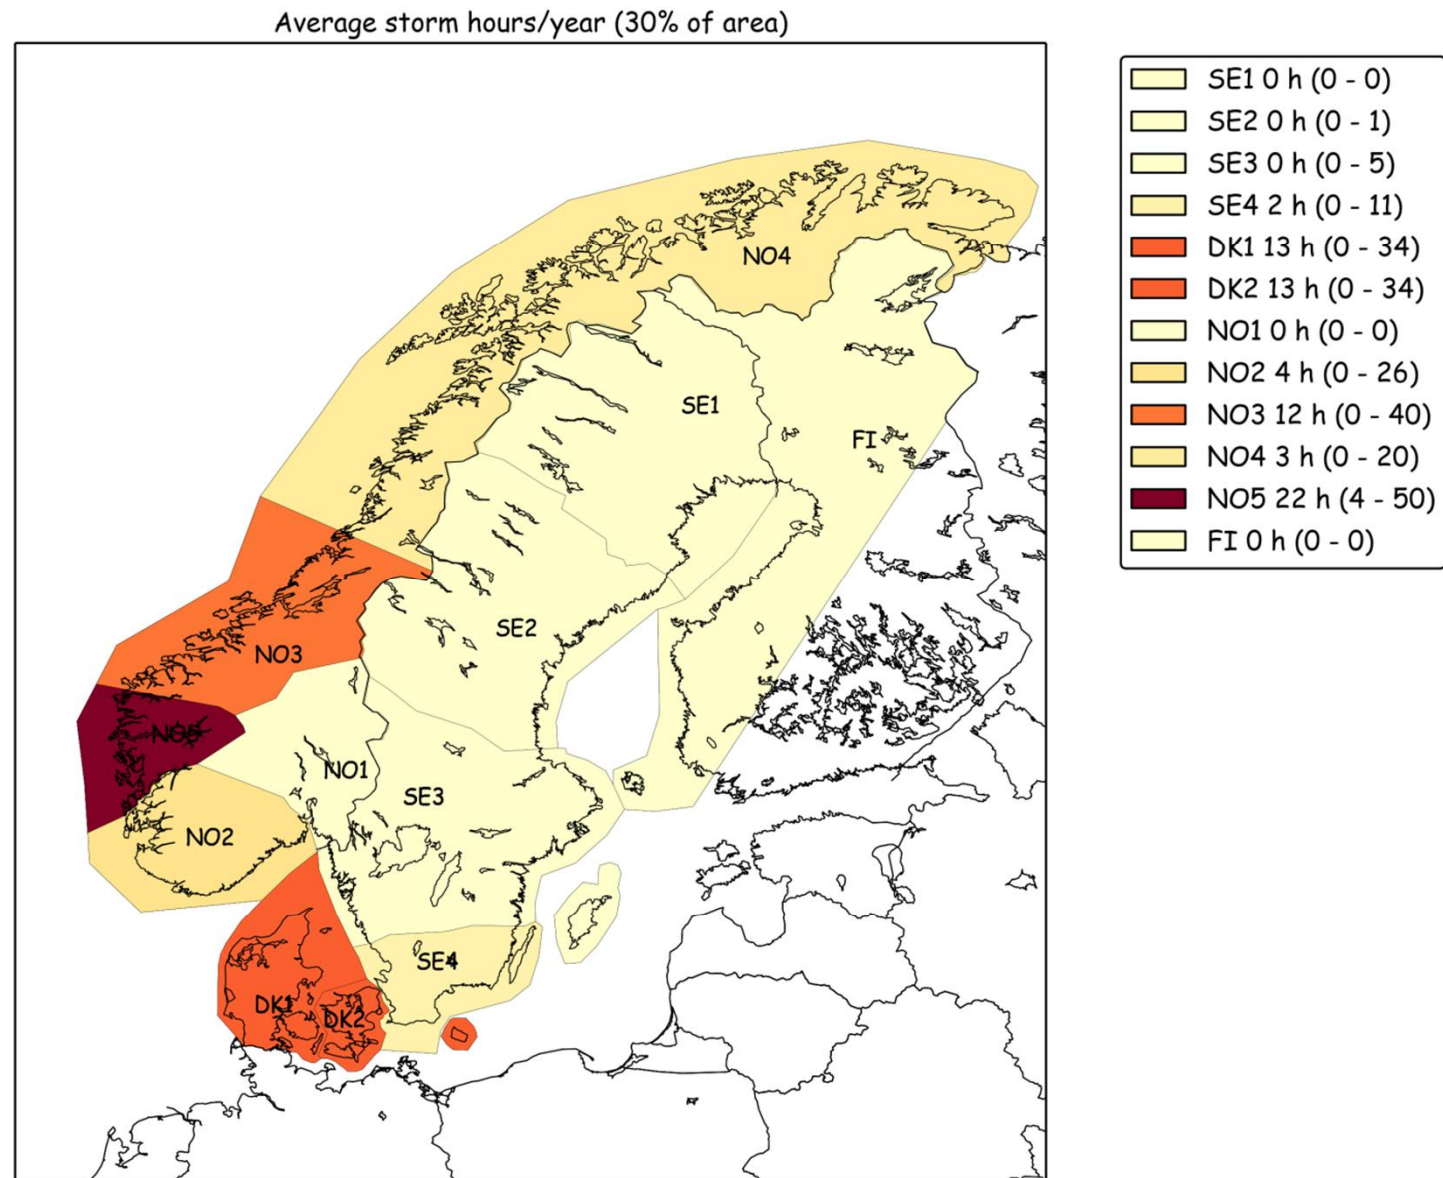 Average storm hours/year (30% of area)
SE1 0 h (0 - 0)
SE2 0 h (0 - 1)
SE3 0 h (0 - 5)
SE4 2 h (0 - 11)
DK1 13 h (0 - 34)
DK2 13 h (0 - 34)
NO1 0 h (0 - 0)
NO2 4 h (0 - 26)
NO3 12 h (0 - 40)
NO4 3 h (0 - 20)
NO5 22 h (4 - 50)
FI 0 h (0 - 0)
NO4
SE1
FI
SE2
NO3
NO5
NO1
SE3
NO2
SE4
DK1
DK2